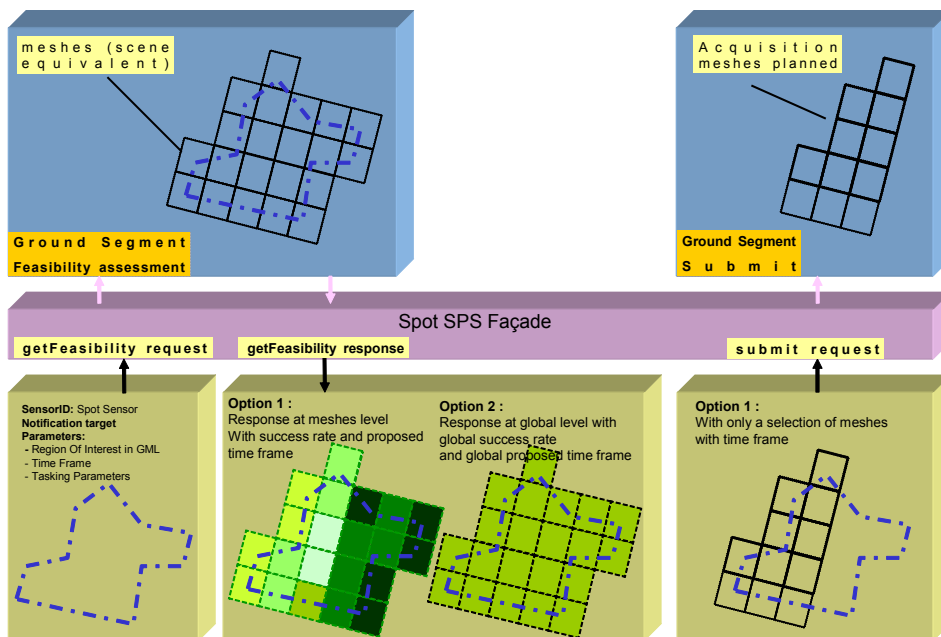 meshes (scene
equivalent)
Ground Segment
Feasibility assessment
Acquisition
meshes planned
Ground Segment
Submit
Spot SPS Façade
getFeasibility request
getFeasibility response
submit request
SensorID: Spot Sensor
Notification target
Parameters:
- Region Of Interest in GML
- Time Frame
- Tasking Parameters
Option 1 :
Response at meshes level
With success rate and proposed
time frame
Option 2 :
Response at global level with
global success rate
and global proposed time frame
Option 1 :
With only a selection of meshes
with time frame